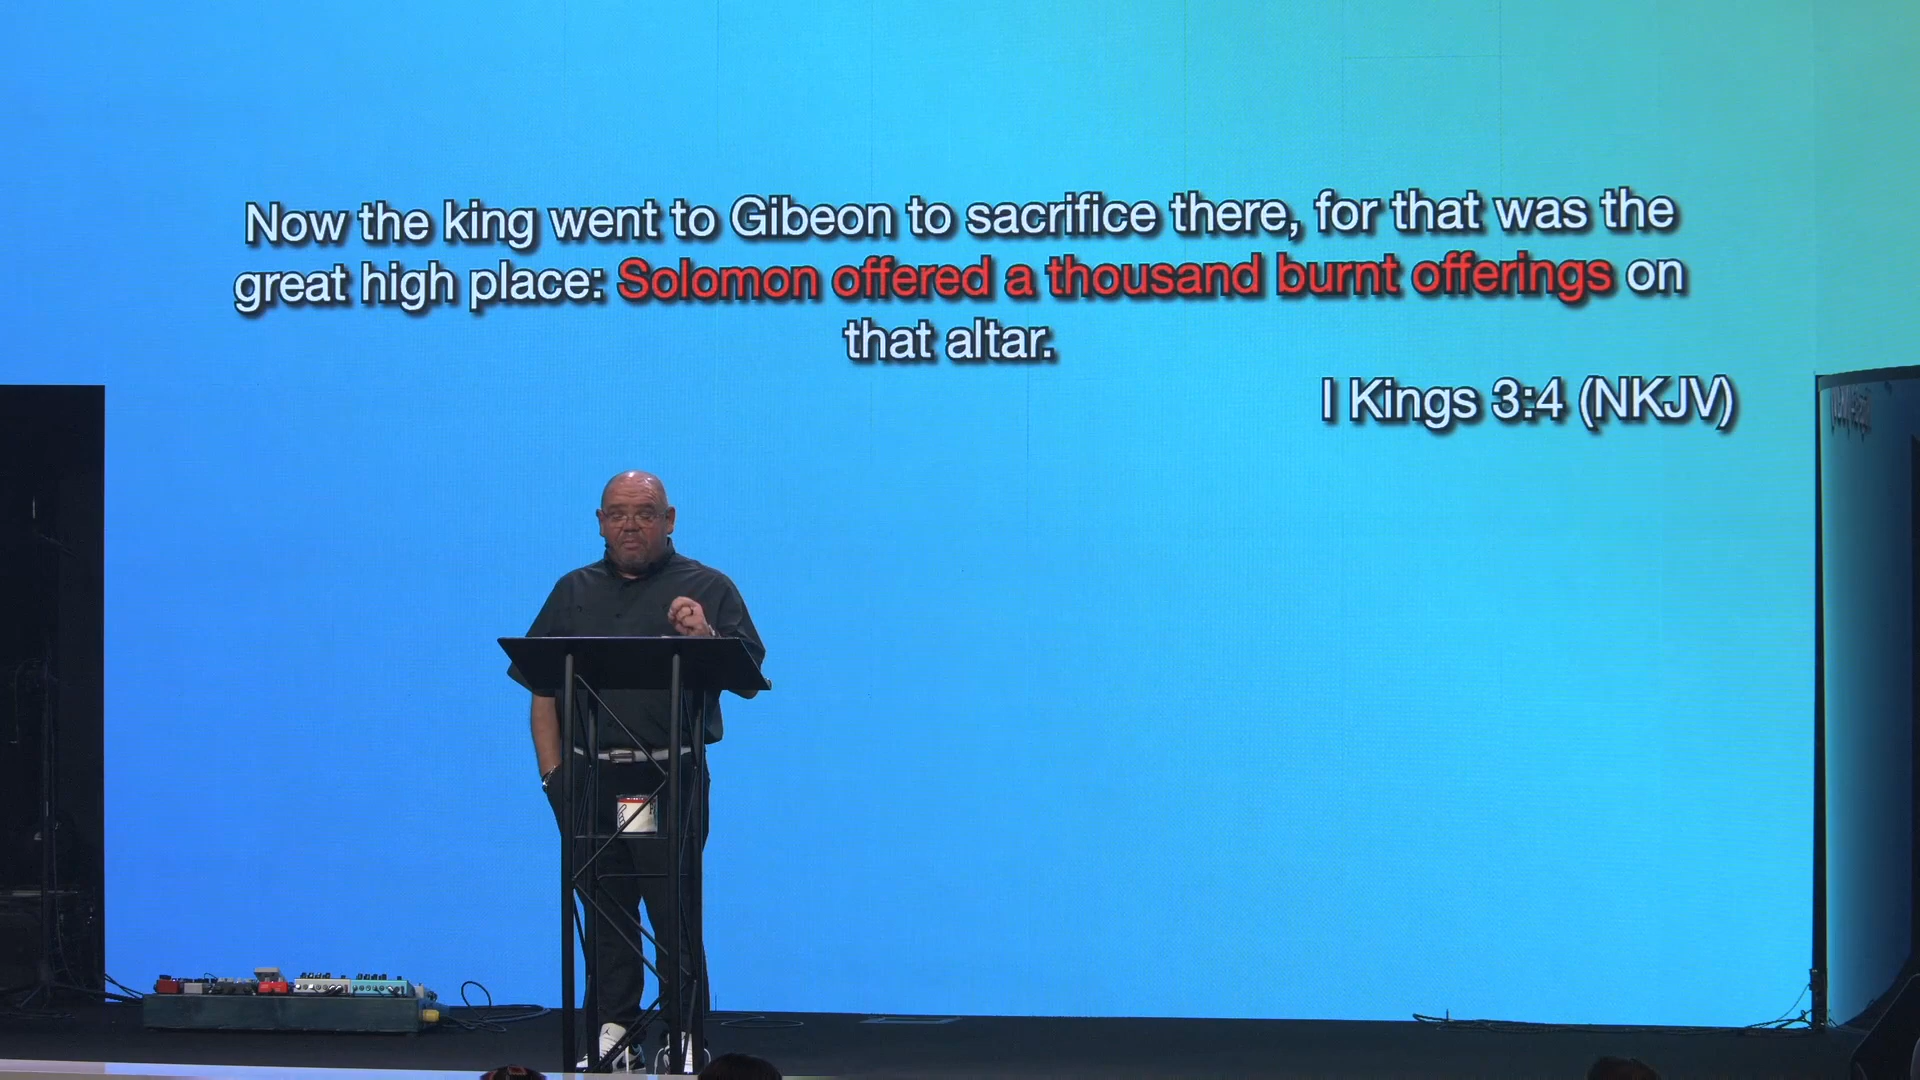 Now the king went to Gibeon to sacrifice there, for that was the
great high place: Solomon offered a thousand burnt offerings on
that altar.
I Kings 3:4 (NKJV)